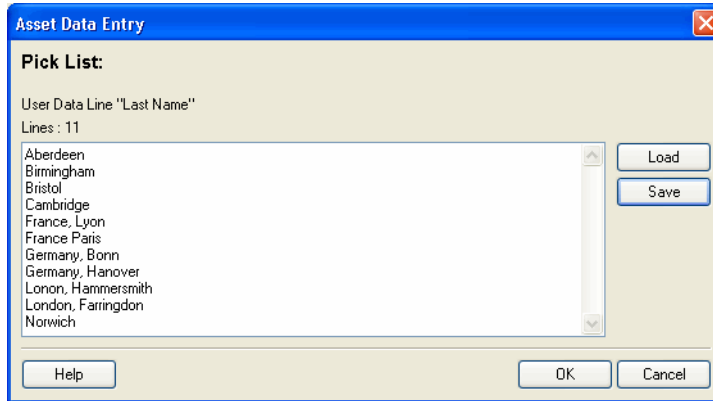 Asset Data Entry
Pick List:
User Data Line "Last Name"
Lines : 11
Aberdeen
Birmingham
Bristol
Cambridge
France, Lyon
France Paris
Germany, Bonn
Germany, Hanover
Lonon, Hammersmith
London, Farringdon
Norwich
Load
Save
Help
OK
Cancel